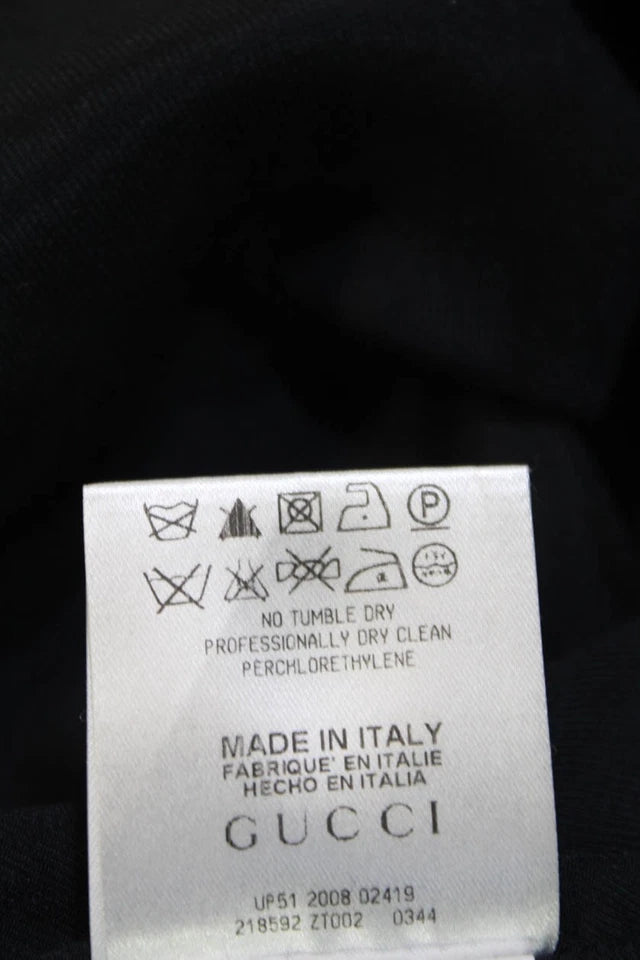 P
NO TUMBLE DRY
PROFESSIONALLY DRY CLEAN
PERCHLORETHYLENE
MADE IN ITALY
FABRIQUE' EN ITALIE
HECHO EN ITALIA
GUCCI
UP51 2008 02419
218592 ZT002 0344